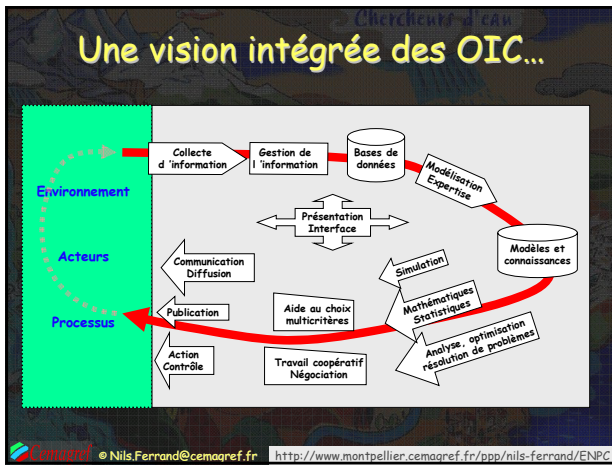 Chercheurs d'eau
Une vision intégrée des OIC...
Collecte
d 'information
Gestion de
l 'information
Bases de
données
Modélisation
Expertise
Environnement
Présentation
Interface
Modèles et
connaissances
Acteurs
Communication
Diffusion
Simulation
Mathématiques
Statistiques
Publication
Aide au choix
multicritères
Processus
Analyse, optimisation
résolution de problèmes
Action
Contrôle
Travail coopératif
Négociation
Cemagref © Nils.Ferrand@cemagref.fr http://www.montpellier.cemagref.fr/ppp/nils-ferrand/ENPC